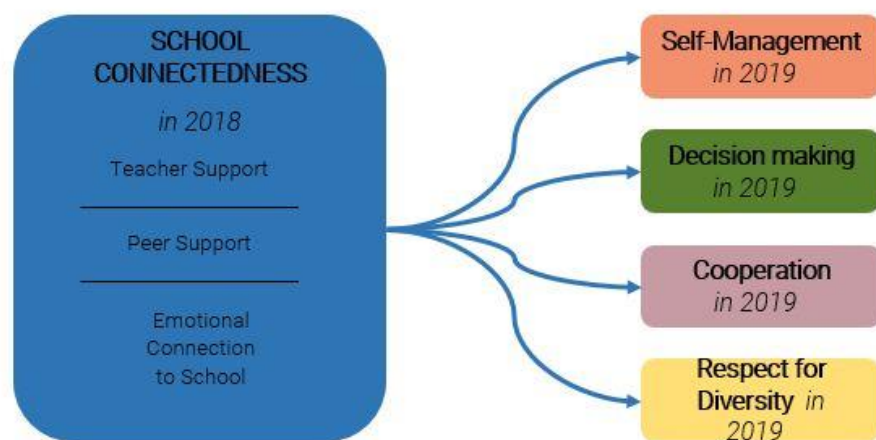 SCHOOL
CONNECTEDNESS
in 2018
Teacher Support
Peer Support
Emotional
Connection
to School
Self-Management
in 2019
Decision making
in 2019
Cooperation
in 2019
Respect for
Diversity in
2019